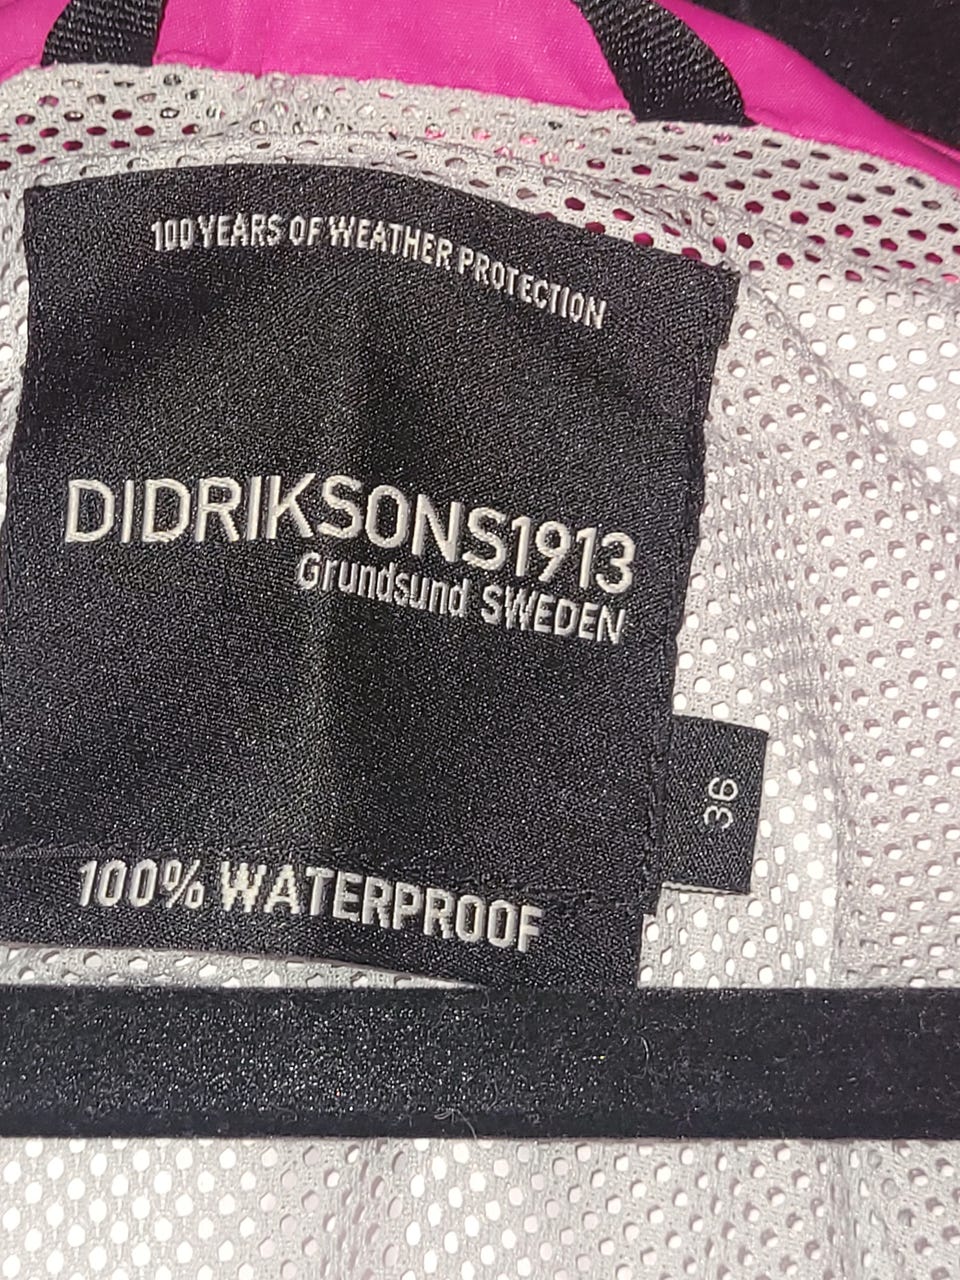 100 YEARS OF WEATHER PROTECTION
DIDRIKSONS1913
Grundsund SWEDEN
36
100% WATERPROOF